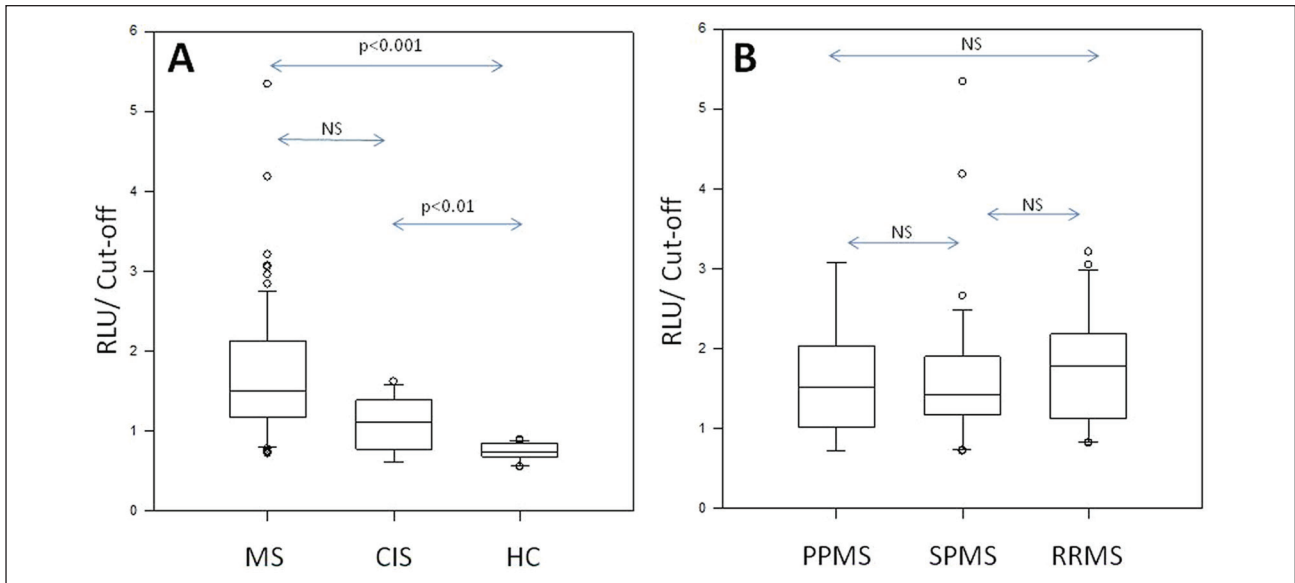 A
RLU/ Cut-off
6
5
4
3
2
1
0
p<0.001
NS
p<0.01
MS CIS HC
B
RLU/ Cut-off
6
5
4
3
2
1
0
NS
NS
NS
PPMS SPMS RRMS